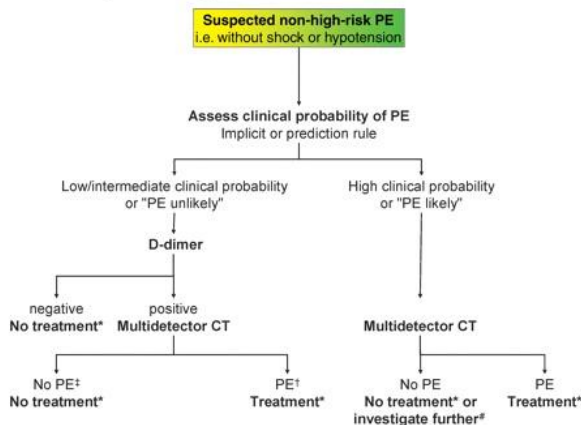 Suspected non-high-risk PE
i.e. without shock or hypotension
Assess clinical probability of PE
Implicit or prediction rule
Low/intermediate clinical probability
or "PE unlikely"
High clinical probability
or "PE likely"
D-dimer
negative
No treatment*
positive
Multidetector CT
Multidetector CT
No PE‡
No treatment*
PE†
Treatment*
No PE
No treatment* or
investigate further#
PE
Treatment*